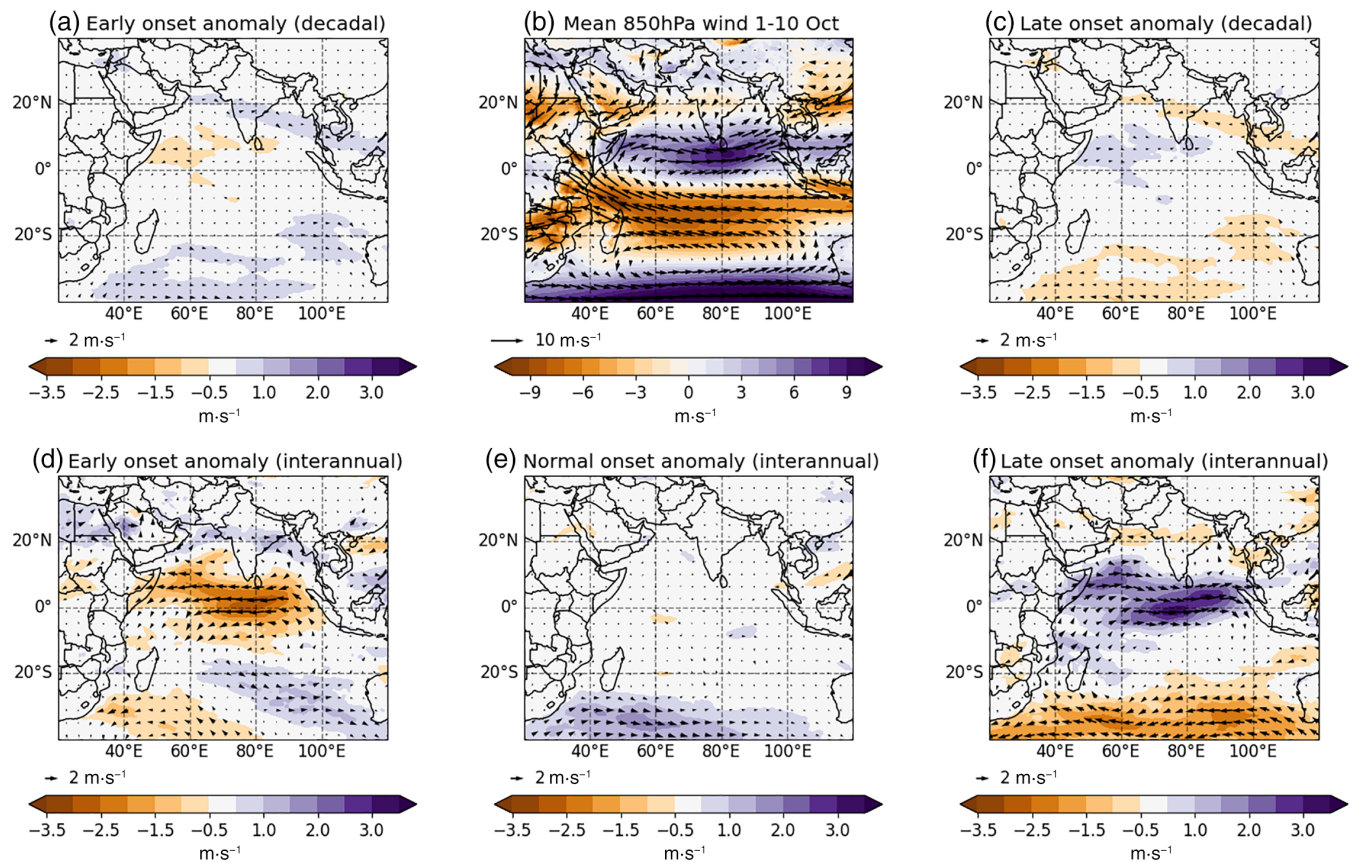 (a) Early onset anomaly (decadal)
(b) Mean 850hPa wind 1-10 Oct
(c) Late onset anomaly (decadal)
20°N
0°
20°S
40°E 60°E 80°E 100°E
20°N
0°
20°S
40°E 60°E 80°E 100°E
20°N
0°
20°S
40°E 60°E 80°E 100°E
2 m·s⁻¹
10 m·s⁻¹
2 m·s⁻¹
−3.5 −2.5 −1.5 −0.5 1.0 2.0 3.0
m·s⁻¹
−9 −6 −3 0 3 6 9
m·s⁻¹
−3.5 −2.5 −1.5 −0.5 1.0 2.0 3.0
m·s⁻¹
(d) Early onset anomaly (interannual)
(e) Normal onset anomaly (interannual)
(f) Late onset anomaly (interannual)
20°N
0°
20°S
40°E 60°E 80°E 100°E
20°N
0°
20°S
40°E 60°E 80°E 100°E
20°N
0°
20°S
40°E 60°E 80°E 100°E
2 m·s⁻¹
2 m·s⁻¹
2 m·s⁻¹
−3.5 −2.5 −1.5 −0.5 1.0 2.0 3.0
m·s⁻¹
−3.5 −2.5 −1.5 −0.5 1.0 2.0 3.0
m·s⁻¹
−3.5 −2.5 −1.5 −0.5 1.0 2.0 3.0
m·s⁻¹